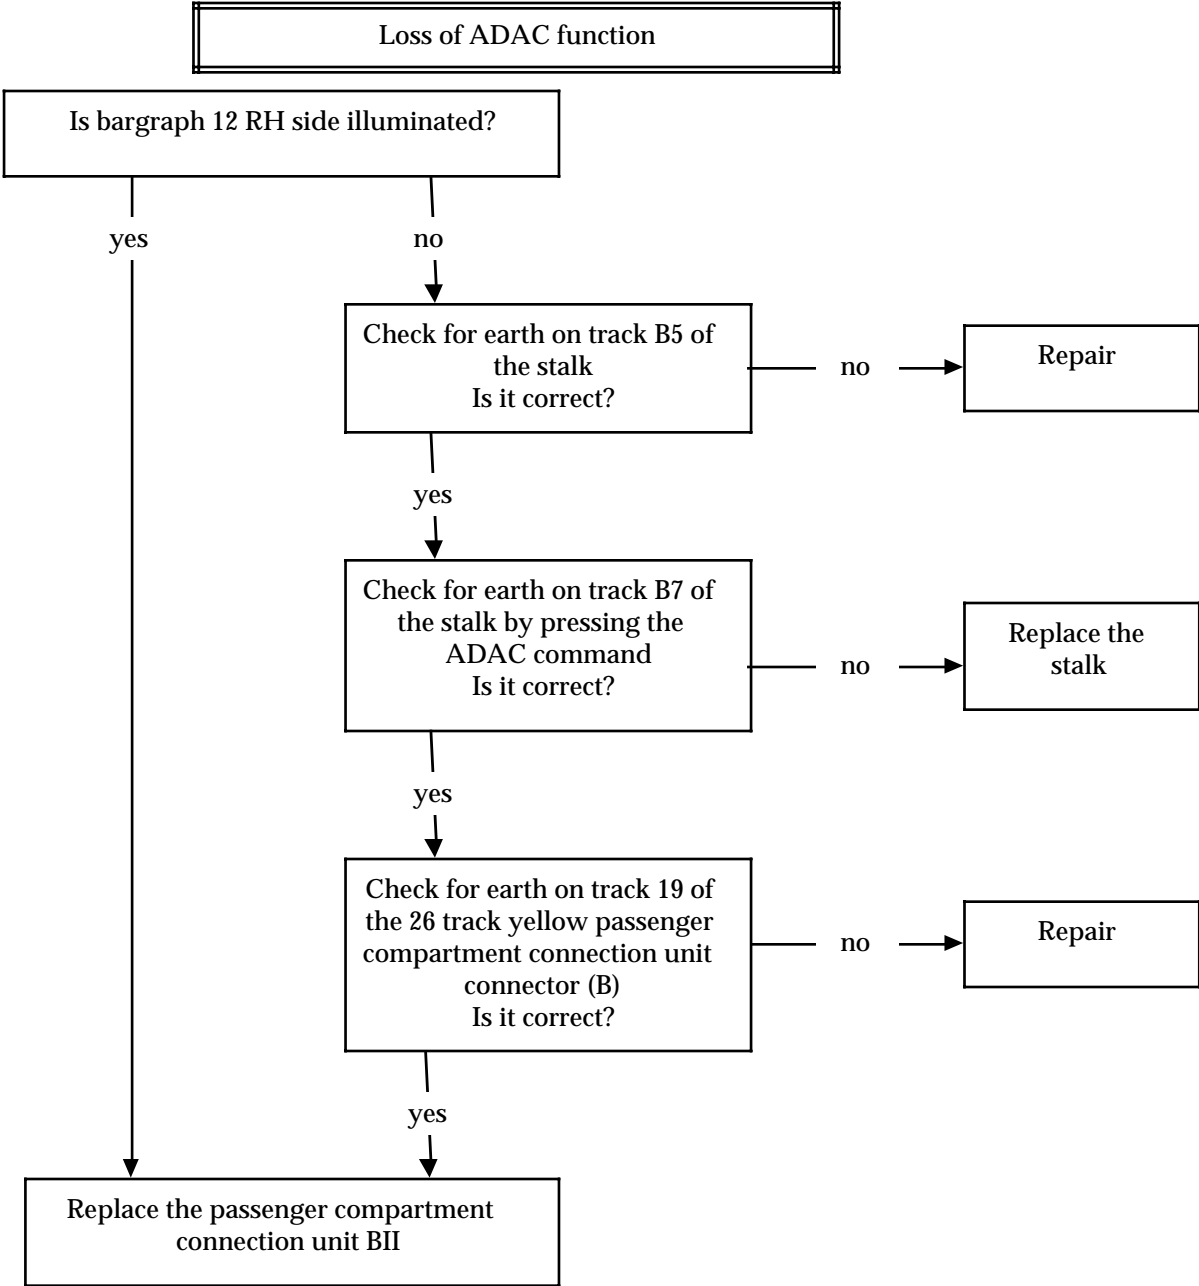 Loss of ADAC function
Is bargraph 12 RH side illuminated?
yes
no
Check for earth on track B5 of
the stalk
Is it correct?
no
Repair
yes
Check for earth on track B7 of
the stalk by pressing the
ADAC command
Is it correct?
no
Replace the
stalk
yes
Check for earth on track 19 of
the 26 track yellow passenger
compartment connection unit
connector (B)
Is it correct?
no
Repair
yes
Replace the passenger compartment
connection unit BII